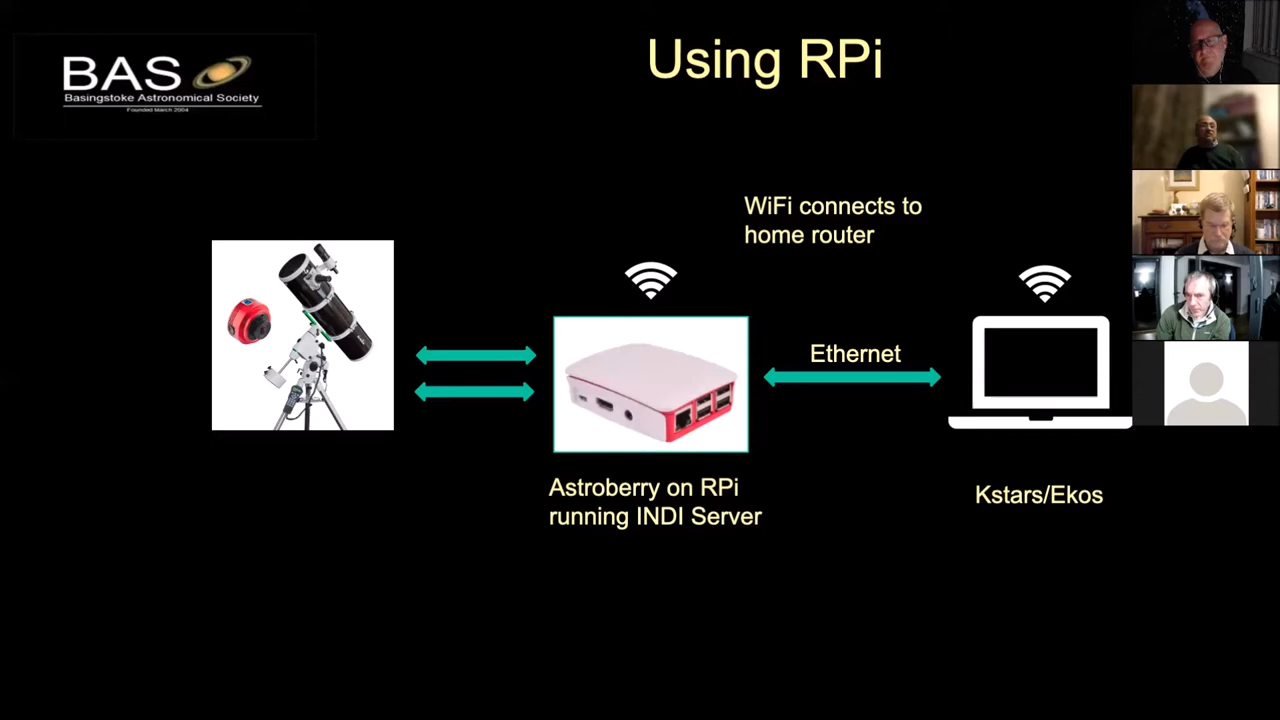 BAS
Basingstoke Astronomical Society
Founded March 2004
Using RPi
WiFi connects to
home router
Ethernet
Astroberry on RPi
running INDI Server
Kstars/Ekos